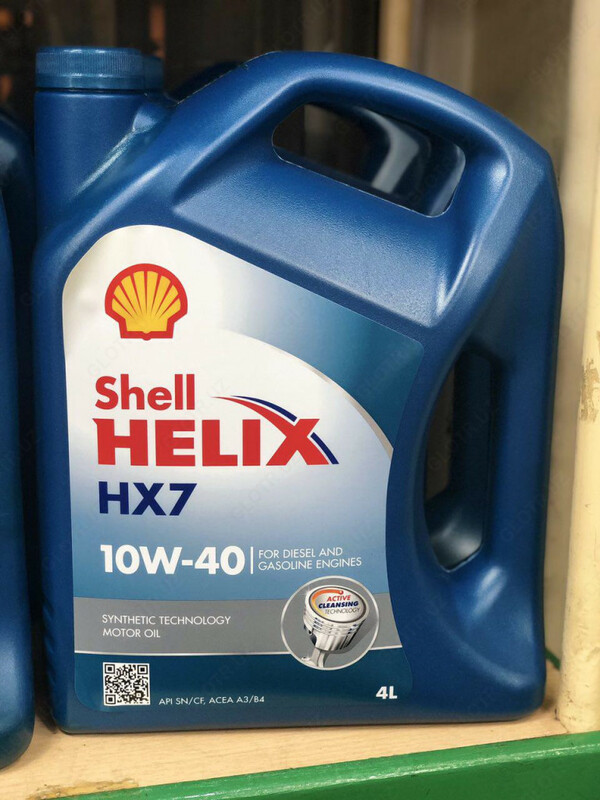 Shell
HELIX
HX7
10W-40
FOR DIESEL AND
GASOLINE ENGINES
ACTIVE
CLEANSING
TECHNOLOGY
SYNTHETIC TECHNOLOGY
MOTOR OIL
API SN/CF, ACEA A3/B4
4L